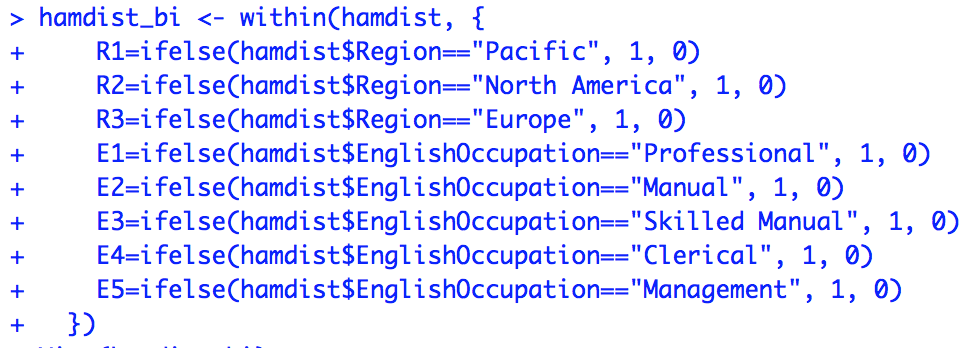 > hamdist_bi <- within(hamdist, {
+     R1=ifelse(hamdist$Region=="Pacific", 1, 0)
+     R2=ifelse(hamdist$Region=="North America", 1, 0)
+     R3=ifelse(hamdist$Region=="Europe", 1, 0)
+     E1=ifelse(hamdist$EnglishOccupation=="Professional", 1, 0)
+     E2=ifelse(hamdist$EnglishOccupation=="Manual", 1, 0)
+     E3=ifelse(hamdist$EnglishOccupation=="Skilled Manual", 1, 0)
+     E4=ifelse(hamdist$EnglishOccupation=="Clerical", 1, 0)
+     E5=ifelse(hamdist$EnglishOccupation=="Management", 1, 0)
+   })